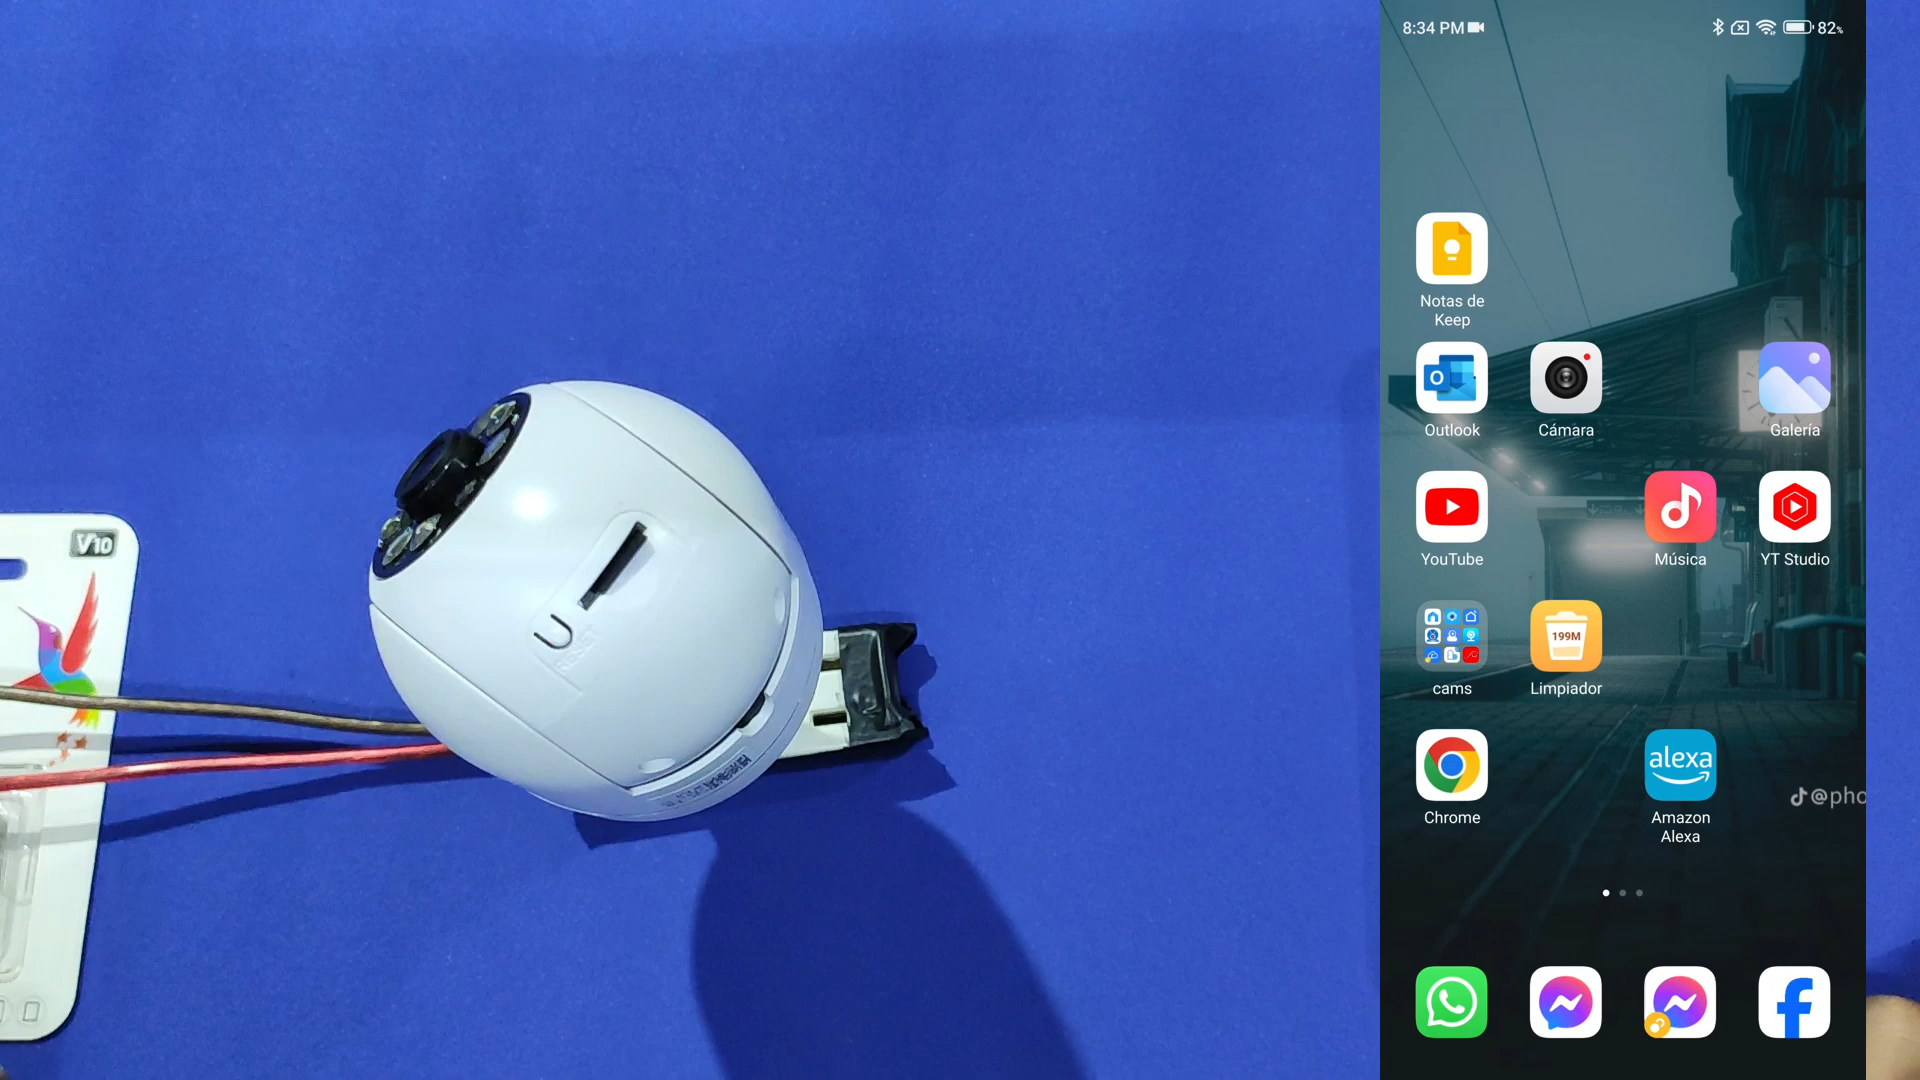 8:34 PM
82%
Notas de
Keep
Outlook
Cámara
Galería
YouTube
Música
YT Studio
cams
199M
Limpiador
Chrome
alexa
Amazon
Alexa
@pho
V10
RESET